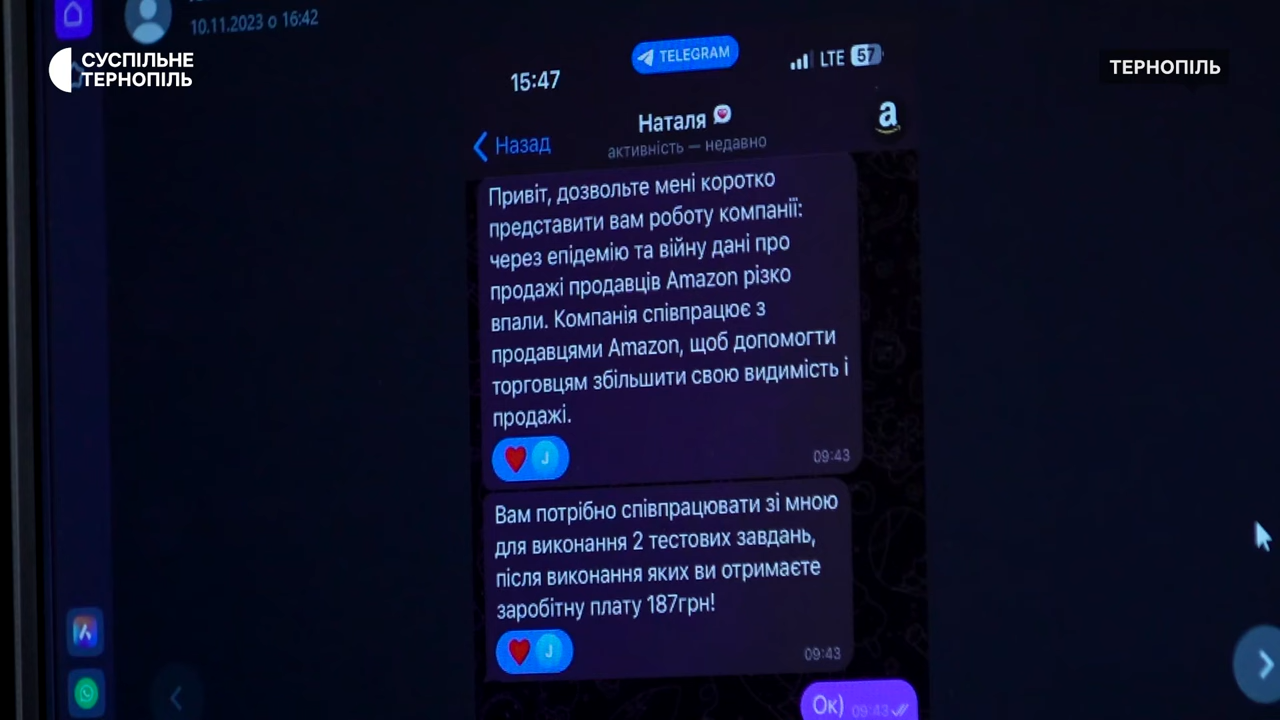 10.11.2023 о 16:42
СУСПІЛЬНЕ
ТЕРНОПІЛЬ
ТЕРНОПІЛЬ
TELEGRAM
15:47
LTE 57
Наталя
активність — недавно
Назад
a
Привіт, дозвольте мені коротко
представити вам роботу компанії:
через епідемію та війну дані про
продажі продавців Amazon різко
впали. Компанія співпрацює з
продавцями Amazon, щоб допомогти
торговцям збільшити свою видимість і
продажі.
J
09:43
Вам потрібно співпрацювати зі мною
для виконання 2 тестових завдань,
після виконання яких ви отримаєте
заробітну плату 187грн!
J
09:43
Ок) 09:43